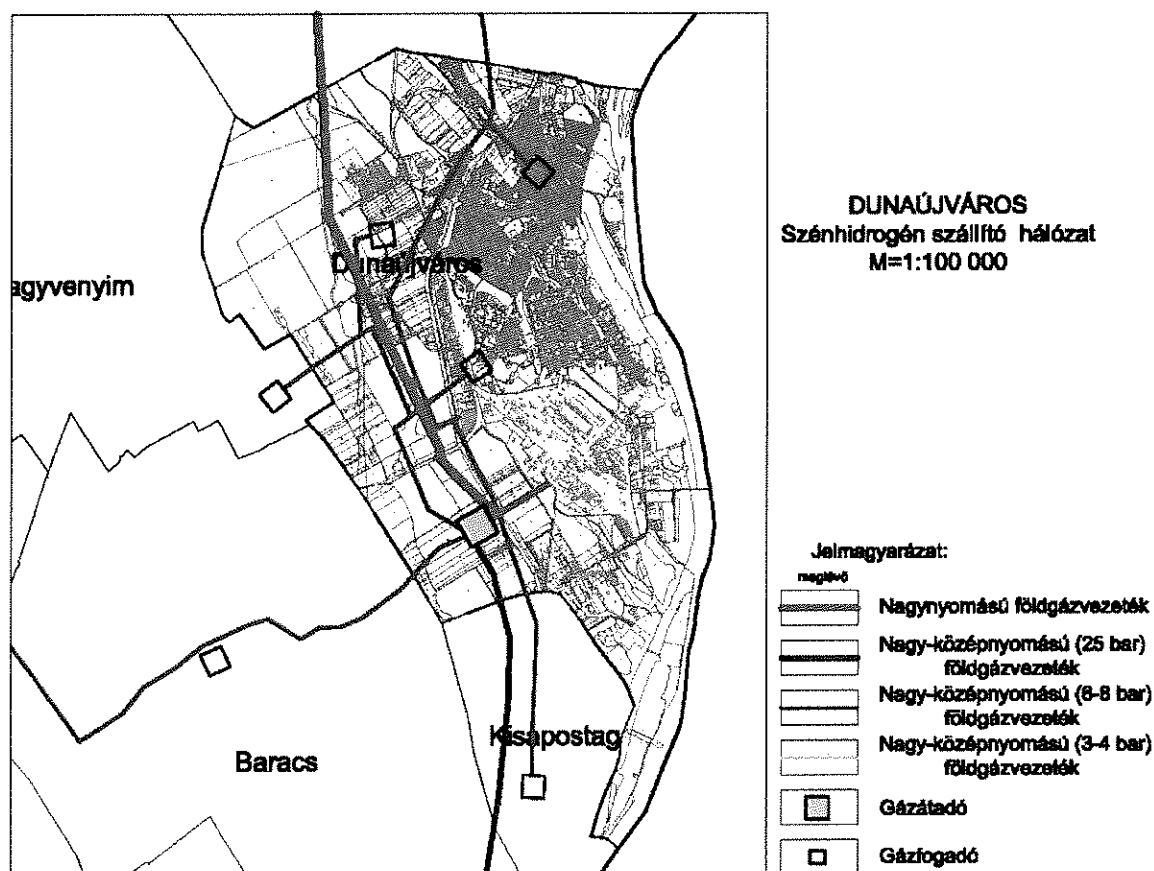 DUNAÚJVÁROS
Szénhidrogén szállító hálózat
M=1:100 000
agyvenyim
Dunaújváros
Baracs
Kisapostag
Jelmagyarázat:
meglévő
Nagynyomású földgázvezeték
Nagy-középnyomású (25 bar)
földgázvezeték
Nagy-középnyomású (6-8 bar)
földgázvezeték
Nagy-középnyomású (3-4 bar)
földgázvezeték
Gázátadó
Gázfogadó